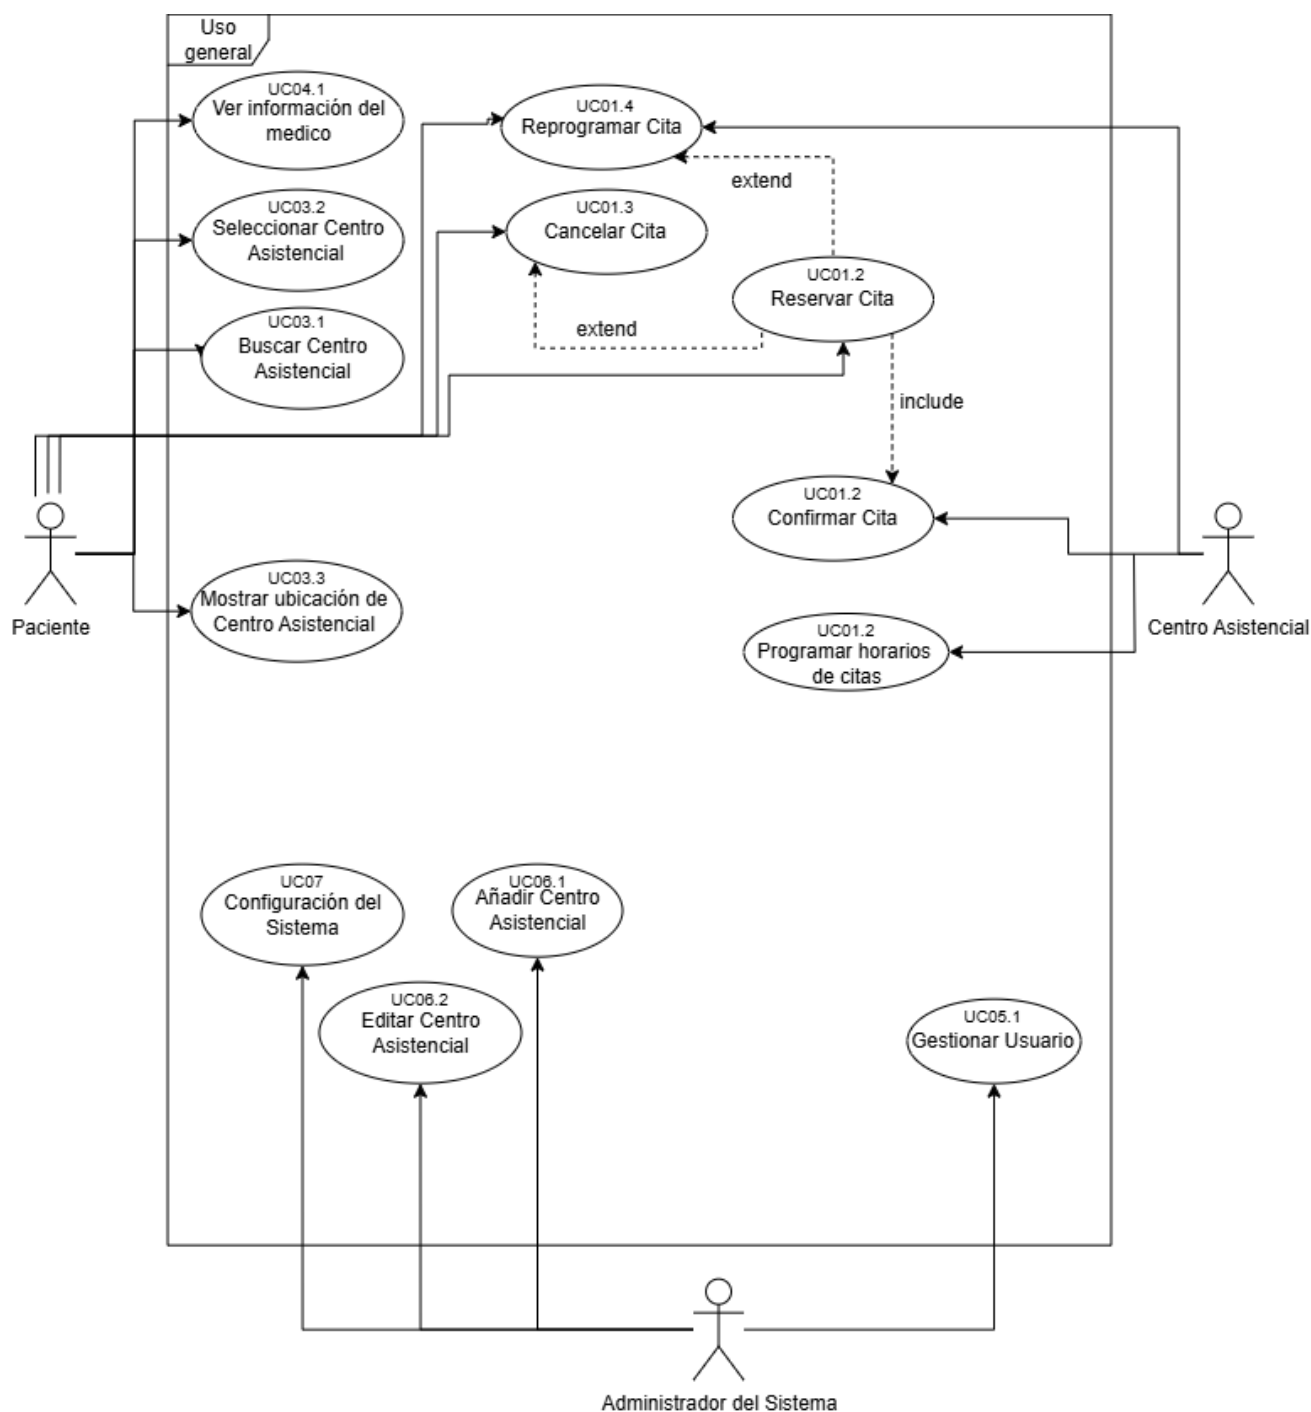 Uso
general
UC04.1
Ver información del
medico
UC01.4
Reprogramar Cita
extend
UC03.2
Seleccionar Centro
Asistencial
UC01.3
Cancelar Cita
UC01.2
Reservar Cita
UC03.1
Buscar Centro
Asistencial
extend
include
UC01.2
Confirmar Cita
Paciente
UC03.3
Mostrar ubicación de
Centro Asistencial
UC01.2
Programar horarios
de citas
Centro Asistencial
UC07
Configuración del
Sistema
UC06.1
Añadir Centro
Asistencial
UC06.2
Editar Centro
Asistencial
UC05.1
Gestionar Usuario
Administrador del Sistema